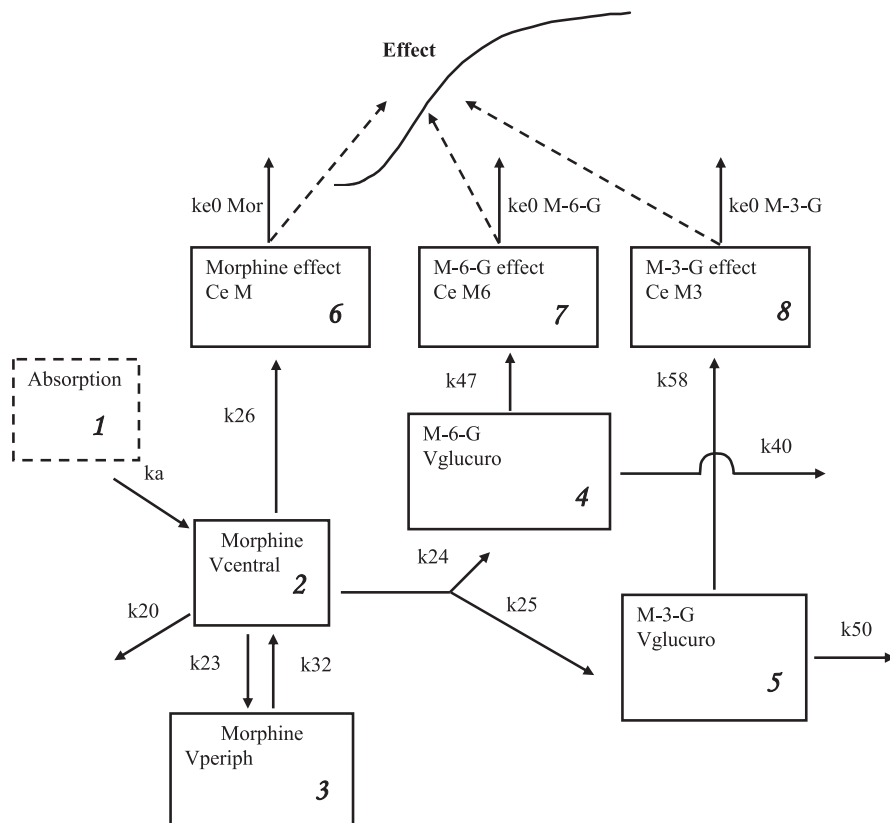 Effect
ke0 Mor
ke0 M-6-G
ke0 M-3-G
Morphine effect
Ce M
6
M-6-G effect
Ce M6
7
M-3-G effect
Ce M3
8
Absorption
1
k26
k47
k58
ka
M-6-G
Vglucuro
4
k40
Morphine
Vcentral
2
k24
k25
k20
k23
k32
M-3-G
Vglucuro
5
k50
Morphine
Vperiph
3